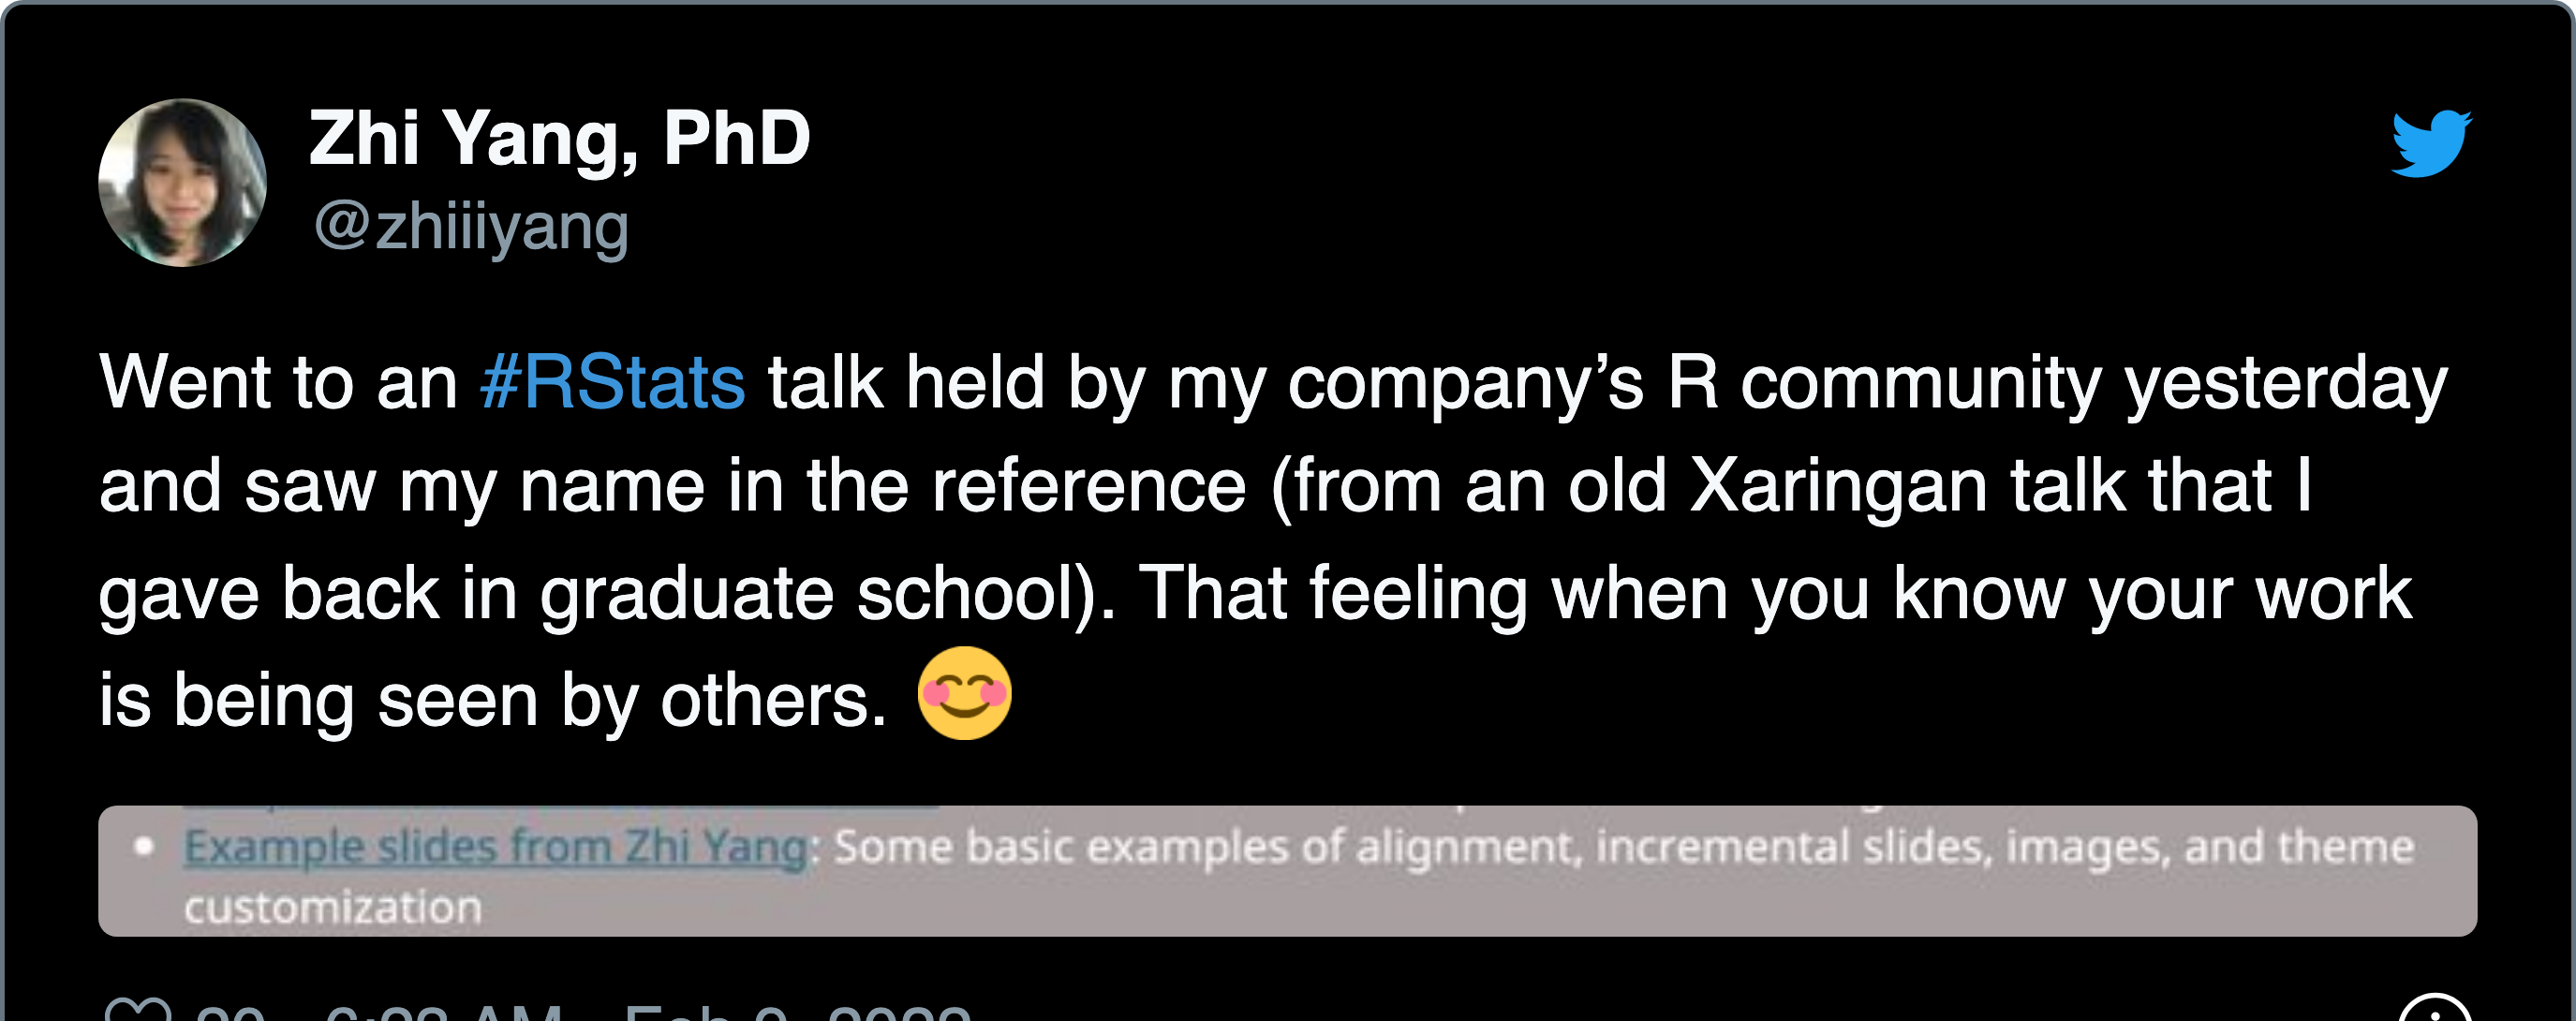 Zhi Yang, PhD
@zhiiiyang
Went to an #RStats talk held by my company’s R community yesterday
and saw my name in the reference (from an old Xaringan talk that I
gave back in graduate school). That feeling when you know your work
is being seen by others. 😊
• Example slides from Zhi Yang: Some basic examples of alignment, incremental slides, images, and theme
customization
AM